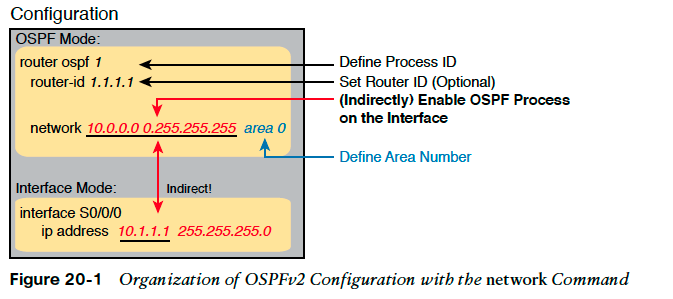 Configuration
OSPF Mode:
router ospf 1
router-id 1.1.1.1
network 10.0.0.0 0.255.255.255 area 0
Define Process ID
Set Router ID (Optional)
(Indirectly) Enable OSPF Process
on the Interface
Define Area Number
Interface Mode:
Indirect!
interface S0/0/0
ip address 10.1.1.1 255.255.255.0
Figure 20-1 Organization of OSPFv2 Configuration with the network Command